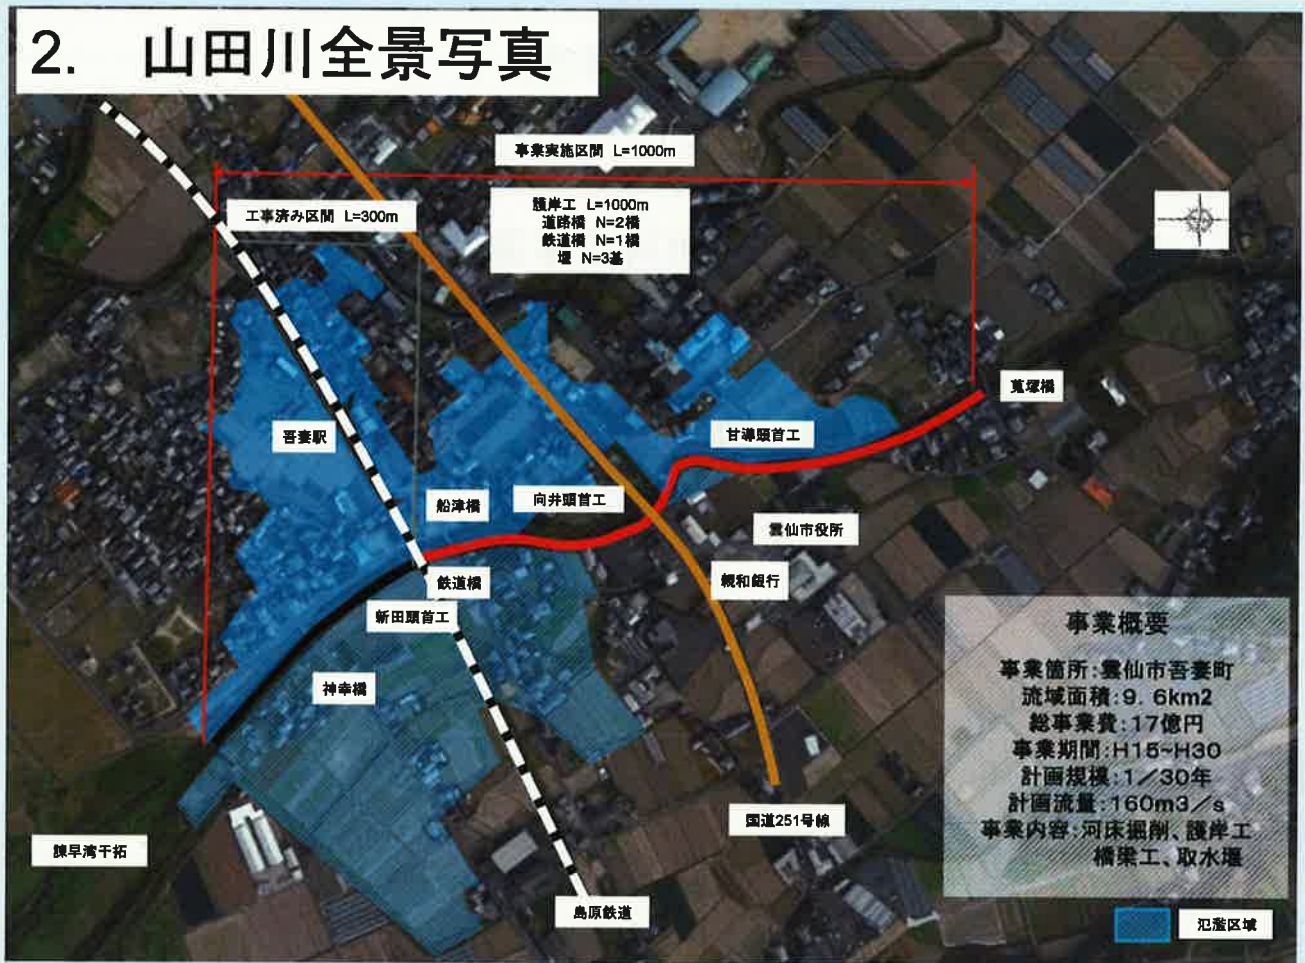 2.　山田川全景写真
事業実施区間 L=1000m
工事済み区間 L=300m
護岸工 L=1000m
道路橋 N=2橋
鉄道橋 N=1橋
堰 N=3基
蒐塚橋
甘導頭首工
吾妻駅
船津橋
向井頭首工
雲仙市役所
鉄道橋
親和銀行
新田頭首工
神幸橋
国道251号線
諫早湾干拓
島原鉄道
事業概要
事業箇所:雲仙市吾妻町
流域面積:9. 6km2
総事業費:17億円
事業期間:H15~H30
計画規模:1／30年
計画流量:160m3／s
事業内容:河床掘削、護岸工
橋梁工、取水堰
氾濫区域